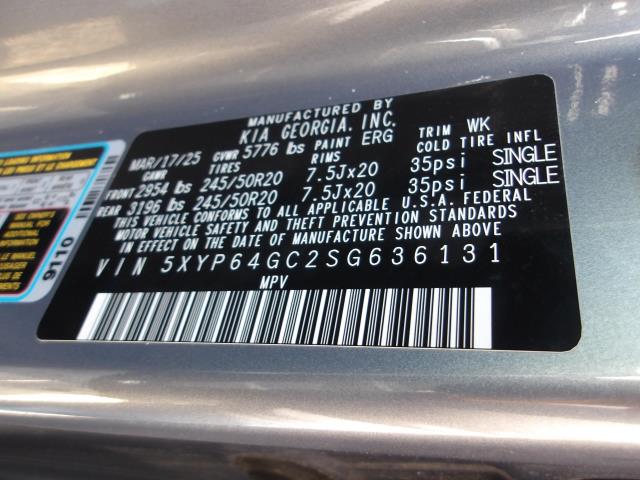 MANUFACTURED BY
KIA GEORGIA, INC.
MAR/17/25 GVWR 5776 lbs PAINT ERG TRIM WK
GAWR TIRES RIMS COLD TIRE INFL
FRONT 2954 lbs 245/50R20 7.5Jx20 35psi SINGLE
REAR 3196 lbs 245/50R20 7.5Jx20 35psi SINGLE
THIS VEHICLE CONFORMS TO ALL APPLICABLE U.S.A. FEDERAL
MOTOR VEHICLE SAFETY AND THEFT PREVENTION STANDARDS
IN EFFECT ON THE DATE OF MANUFACTURE SHOWN ABOVE
VIN 5XYP64GC2SG636131
MPV
INFORMATION
9110